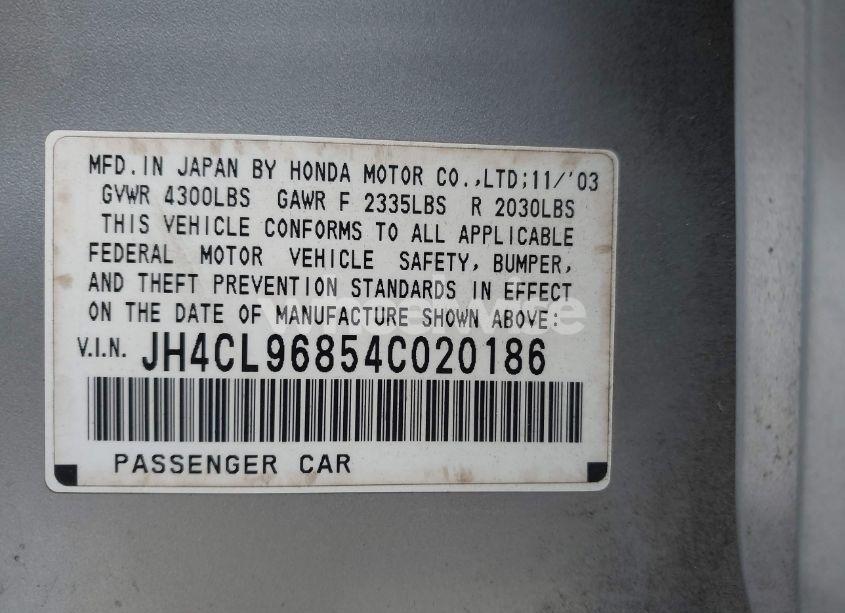 MFD.IN JAPAN BY HONDA MOTOR CO.,LTD;11/'03
GVWR 4300LBS GAWR F 2335LBS R 2030LBS
THIS VEHICLE CONFORMS TO ALL APPLICABLE
FEDERAL MOTOR VEHICLE SAFETY, BUMPER,
AND THEFT PREVENTION STANDARDS IN EFFECT
ON THE DATE OF MANUFACTURE SHOWN ABOVE:
V.I.N. JH4CL96854C020186
PASSENGER CAR